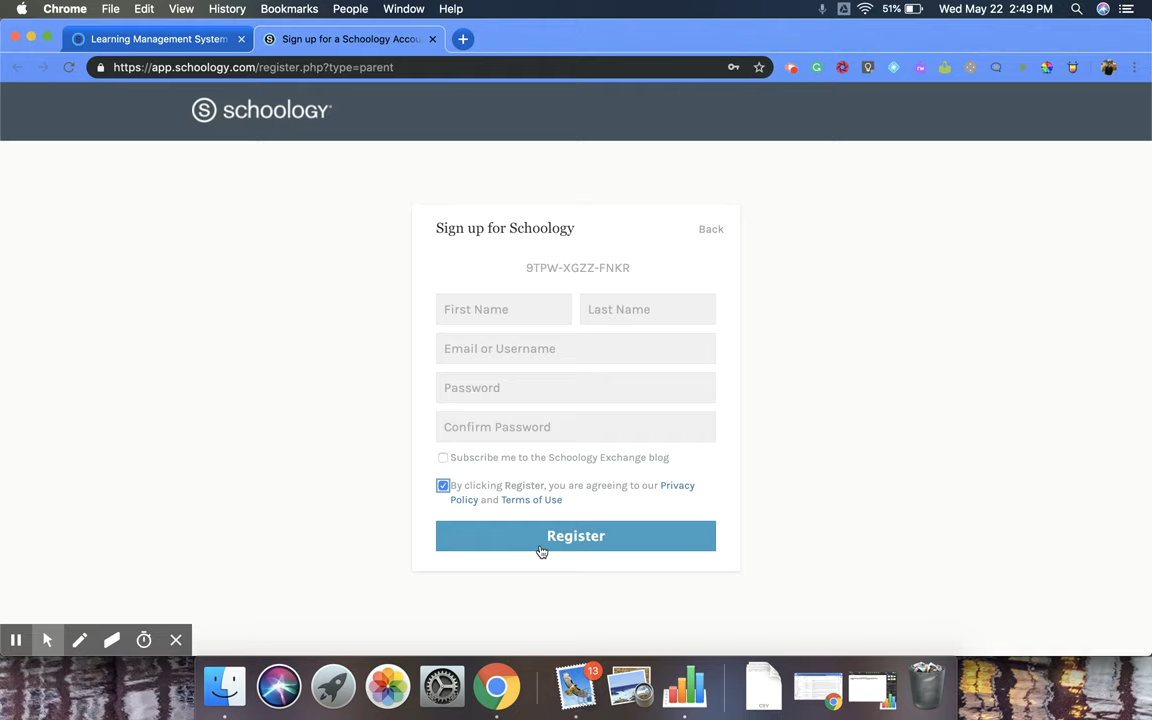 Chrome File Edit View History Bookmarks People Window Help 51% Wed May 22 2:49 PM
Learning Management System Sign up for a Schoology Accou
https://app.schoology.com/register.php?type=parent
S schoology
Sign up for Schoology Back
9TPW-XGZZ-FNKR
First Name Last Name
Email or Username
Password
Confirm Password
Subscribe me to the Schoology Exchange blog
By clicking Register, you are agreeing to our Privacy
Policy and Terms of Use
Register
13
CSV